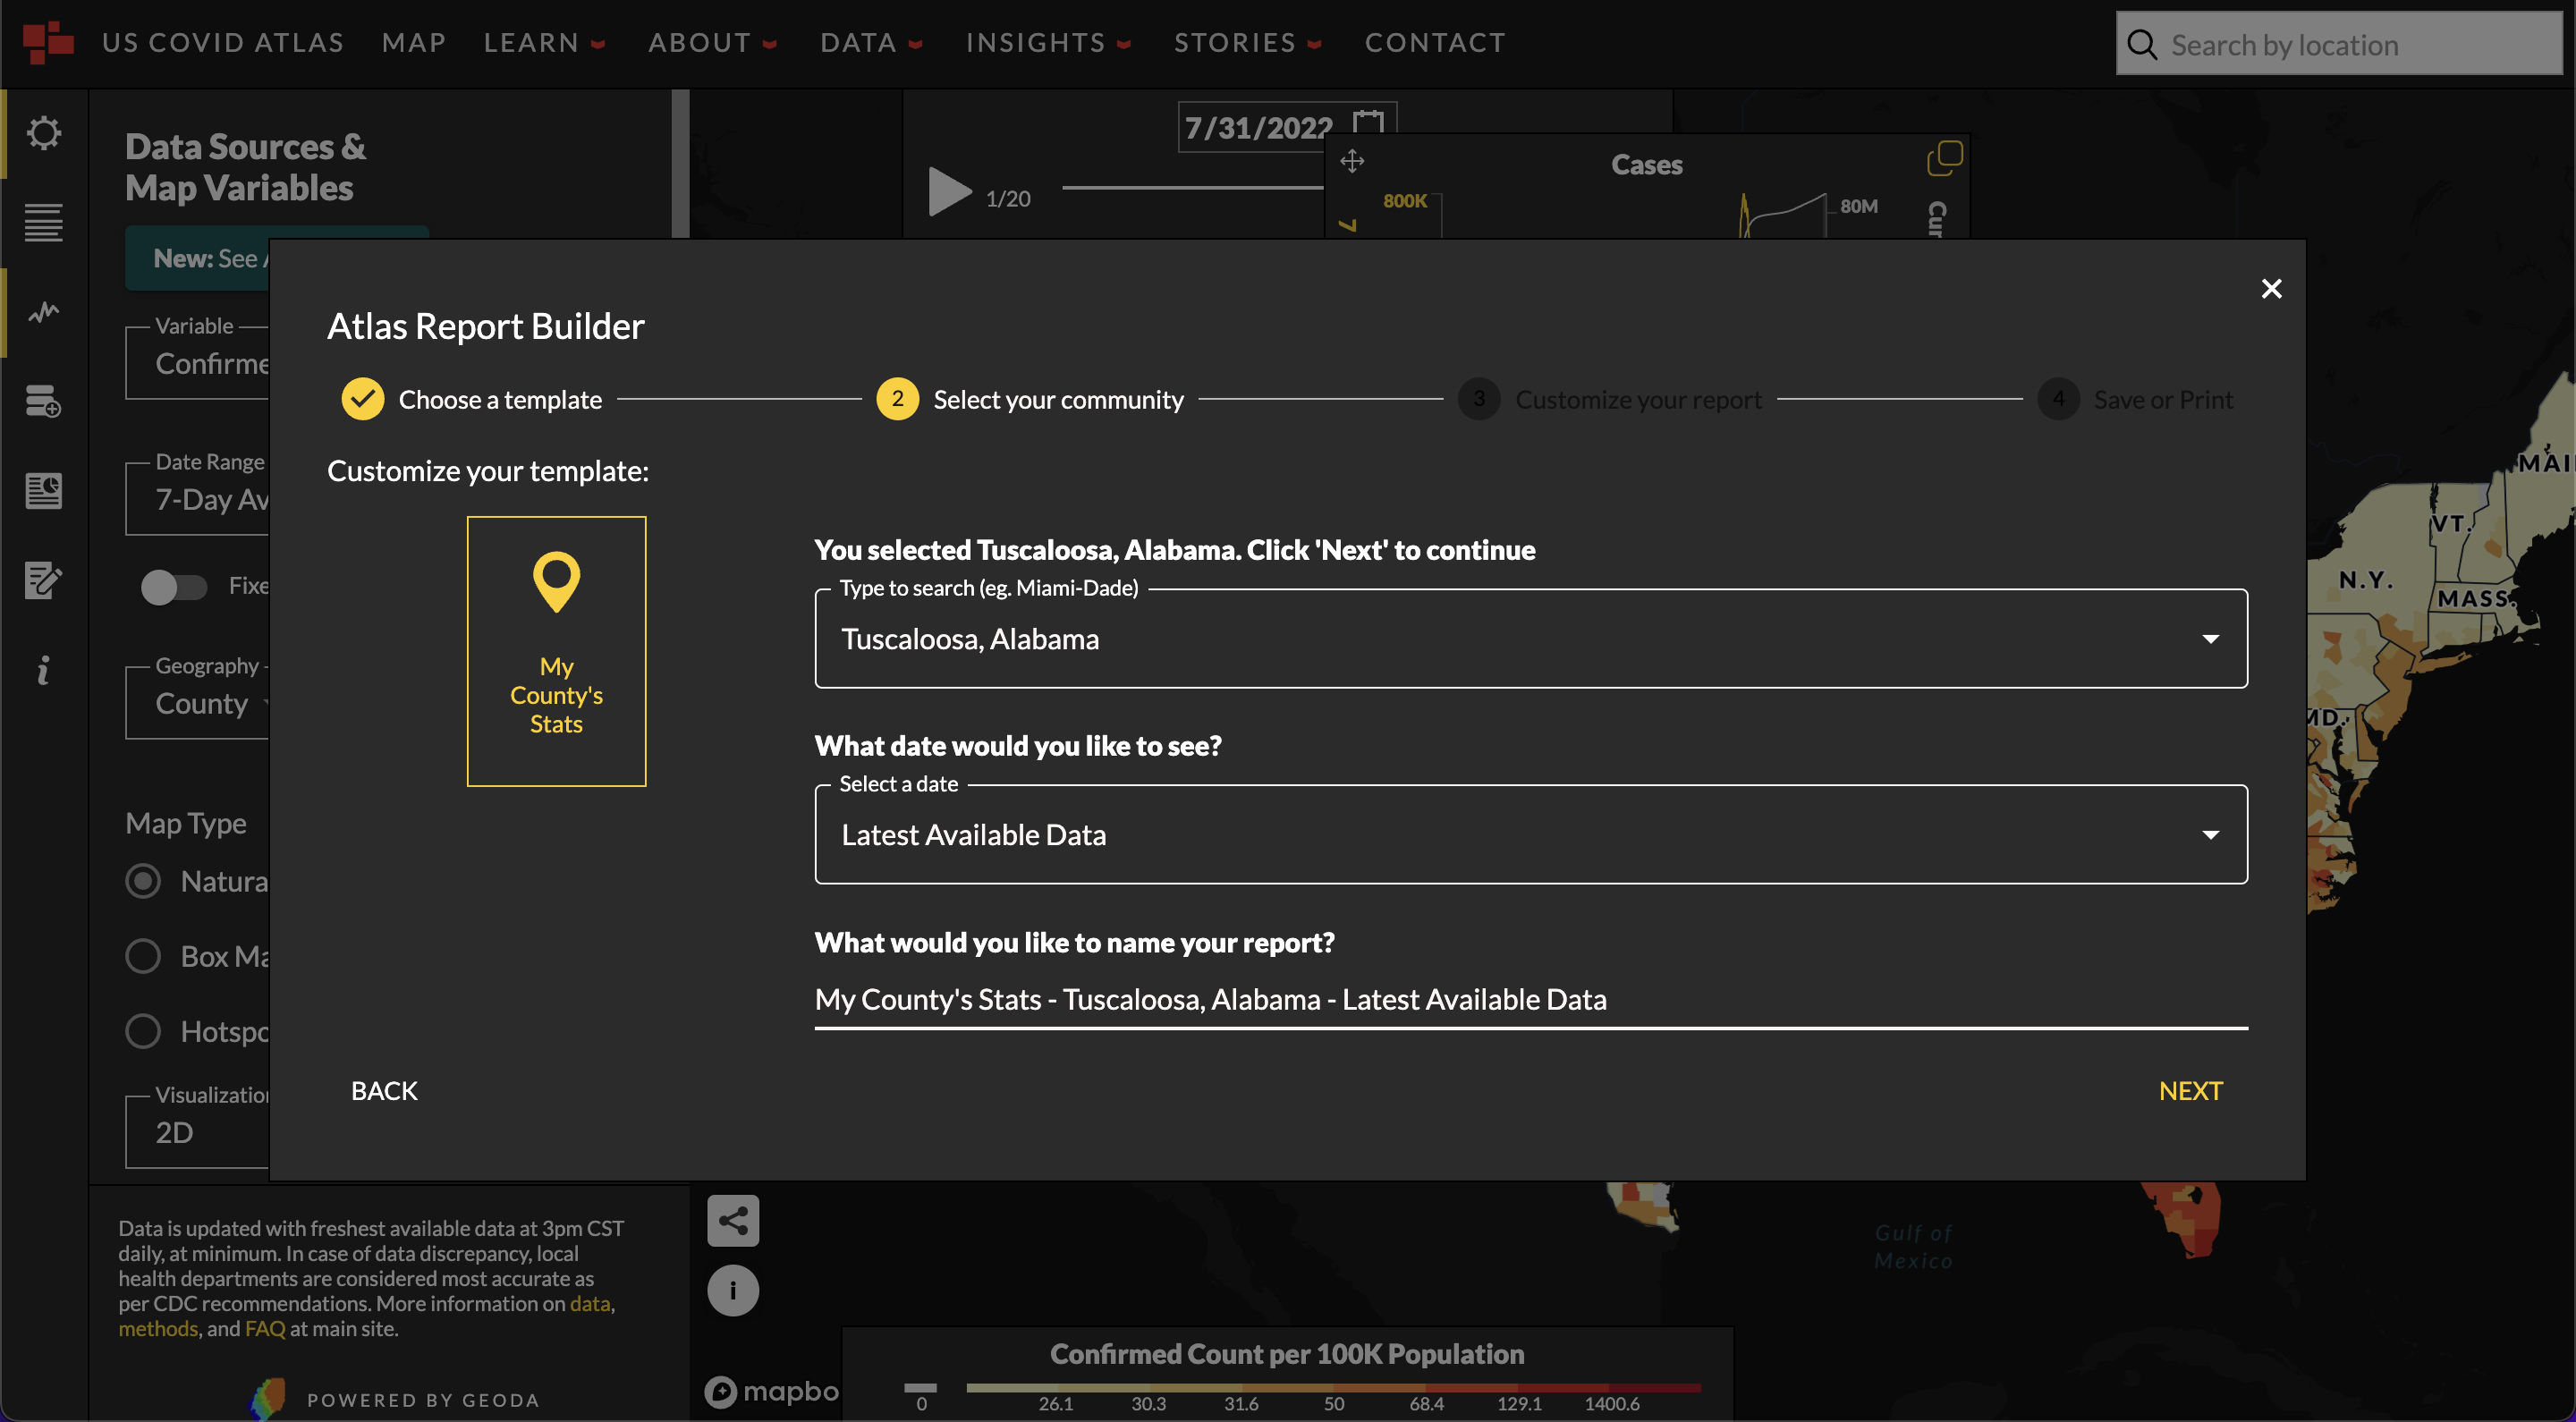 US COVID ATLAS MAP LEARN ABOUT DATA INSIGHTS STORIES CONTACT
Search by location
Data Sources &
Map Variables
New: See
Variable
Confirme
Date Range
7-Day Av
Fixe
Geography
County
Map Type
Natura
Box Ma
Hotspo
Visualization
2D
Data is updated with freshest available data at 3pm CST
daily, at minimum. In case of data discrepancy, local
health departments are considered most accurate as
per CDC recommendations. More information on data,
methods, and FAQ at main site.
POWERED BY GEODA
7/31/2022
1/20
Cases
800K
80M
7
Cur
Atlas Report Builder
Choose a template
2 Select your community
3 Customize your report
4 Save or Print
Customize your template:
My
County's
Stats
You selected Tuscaloosa, Alabama. Click 'Next' to continue
Type to search (eg. Miami-Dade)
Tuscaloosa, Alabama
What date would you like to see?
Select a date
Latest Available Data
What would you like to name your report?
My County's Stats - Tuscaloosa, Alabama - Latest Available Data
BACK
NEXT
MAI
VT.
N.Y.
MASS.
MD.
Gulf of
Mexico
i
mapbo
Confirmed Count per 100K Population
0 26.1 30.3 31.6 50 68.4 129.1 1400.6